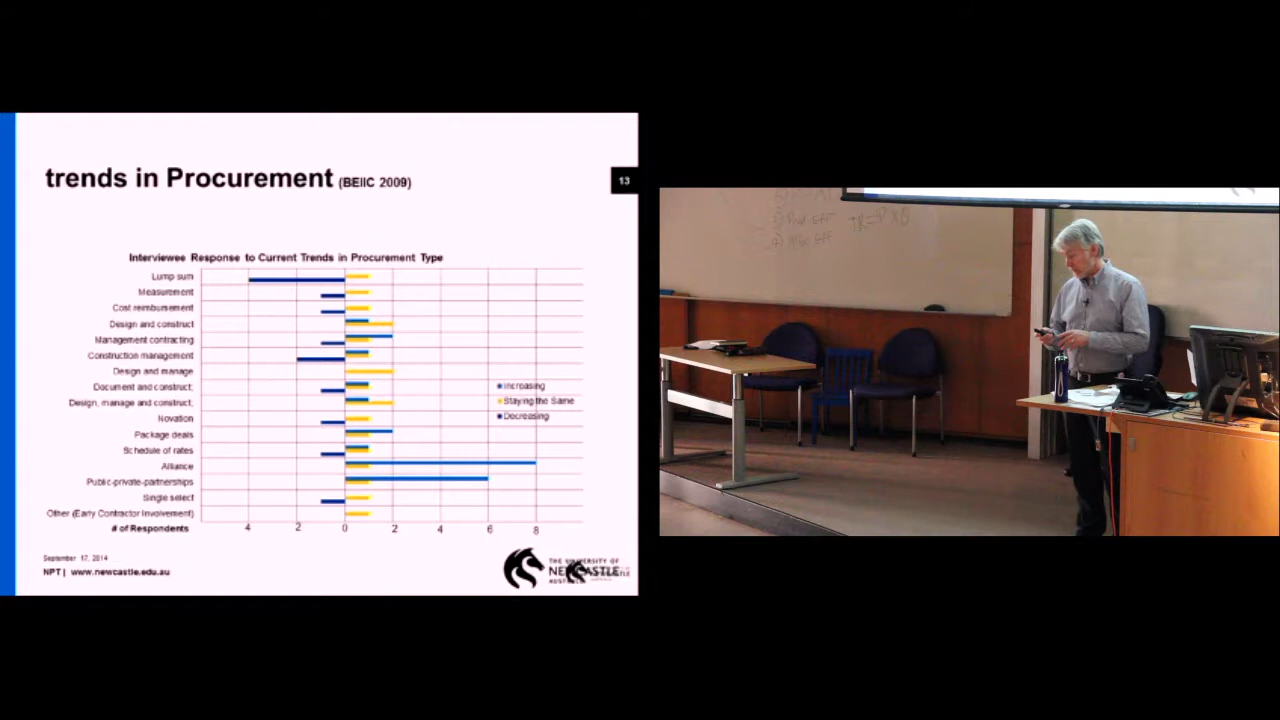 trends in Procurement (BEIIC 2009)
13
Interviewee Response to Current Trends in Procurement Type
Lump sum
Measurement
Cost reimbursement
Design and construct
Management contracting
Construction management
Design and manage
Document and construct;
Design, manage and construct;
Novation
Package deals
Schedule of rates
Alliance
Public-private-partnerships
Single select
Other (Early Contractor Involvement)
Increasing
Staying the Same
Decreasing
# of Respondents 4 2 0 2 4 6 8
September 17, 2014
NPT | www.newcastle.edu.au
THE UNIVERSITY OF
NEWCASTLE
AUSTRALIA
TR=P x Q